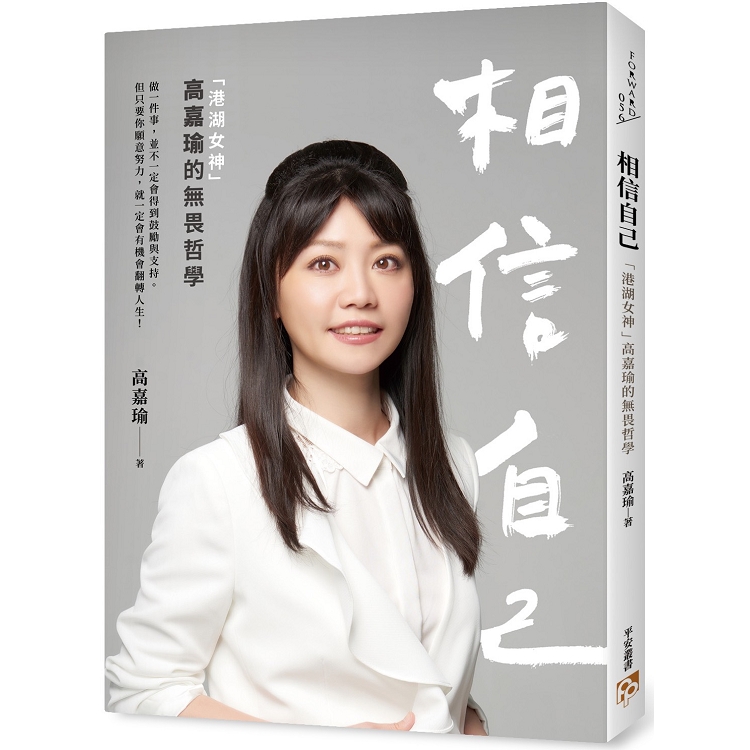 相信自己
「港湖女神」
高嘉瑜的無畏哲學
做一件事，並不一定會得到鼓勵與支持。
但只要你願意努力，就一定會有機會翻轉人生！
高嘉瑜——著
FORWARD
056
相信自己
「港湖女神」高嘉瑜的無畏哲學
高嘉瑜—著
平安叢書